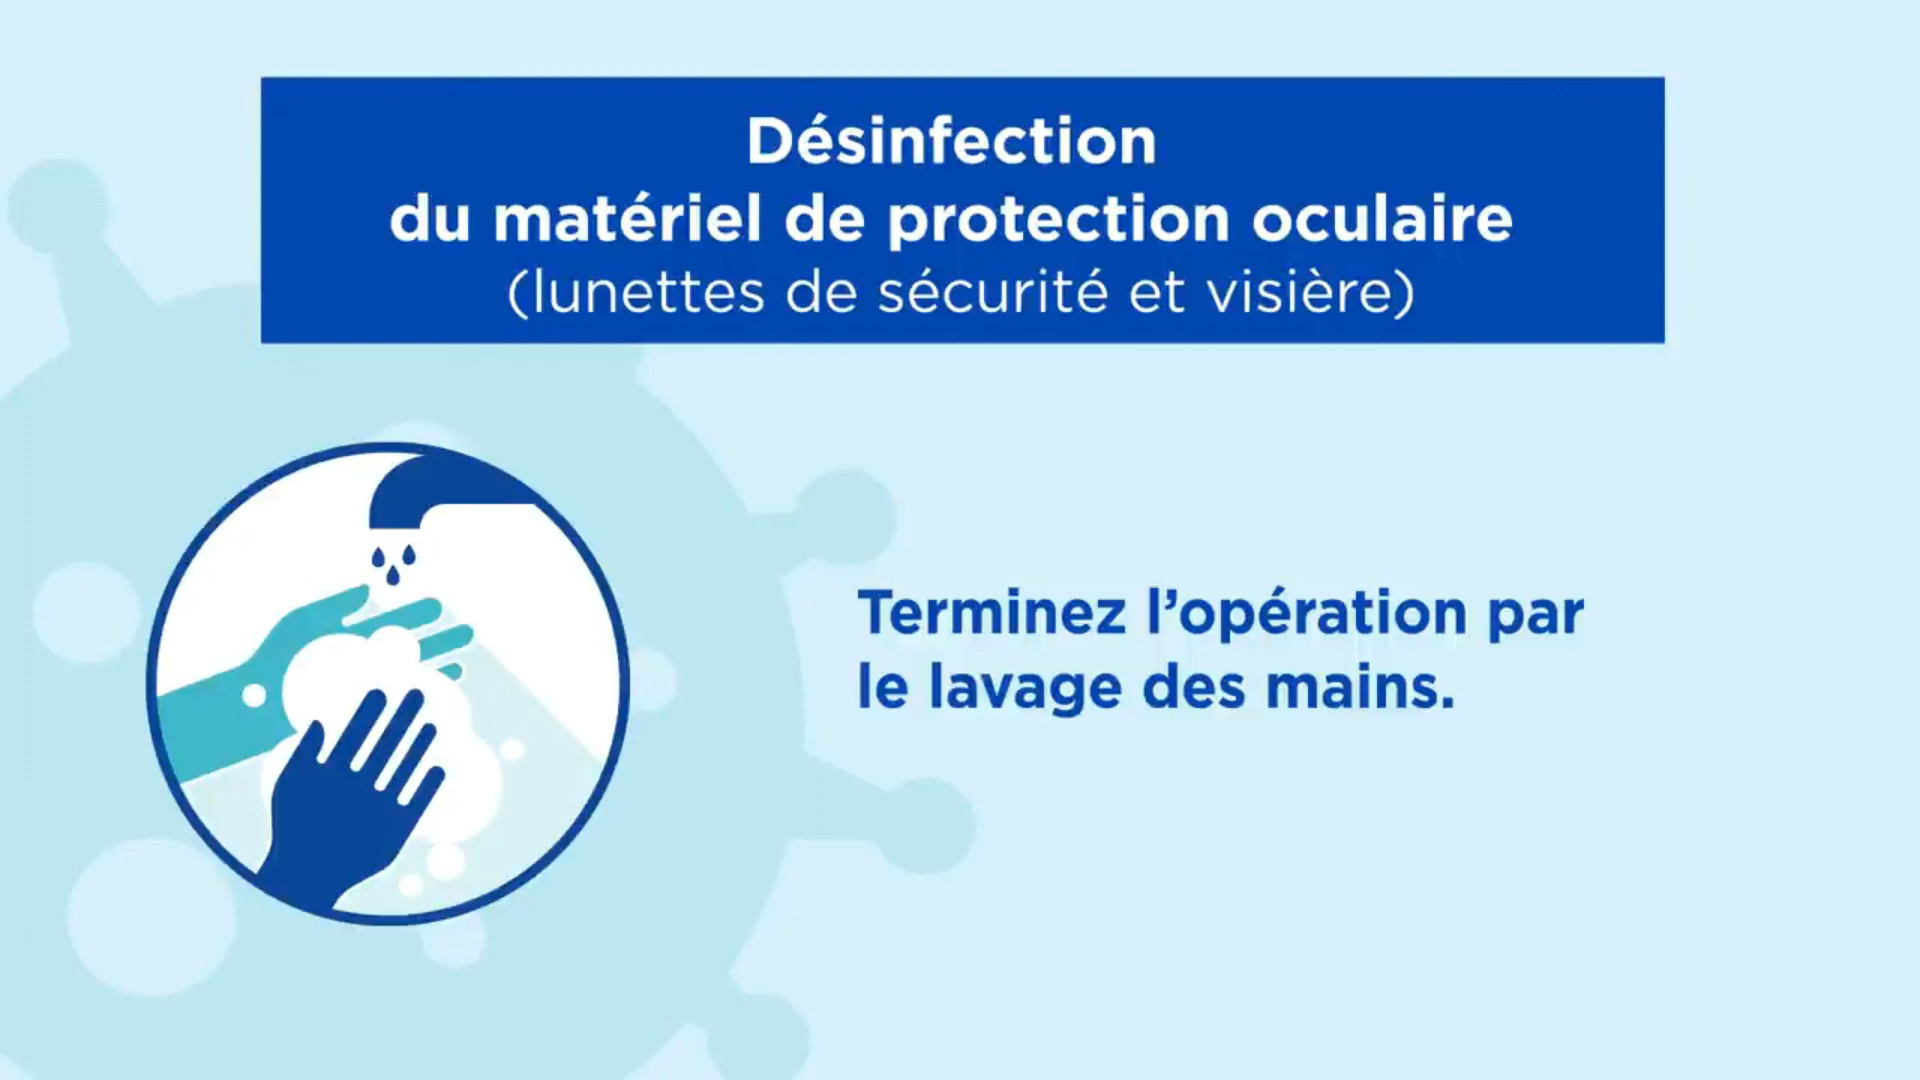 Désinfection
du matériel de protection oculaire
(lunettes de sécurité et visière)
Terminez l’opération par
le lavage des mains.